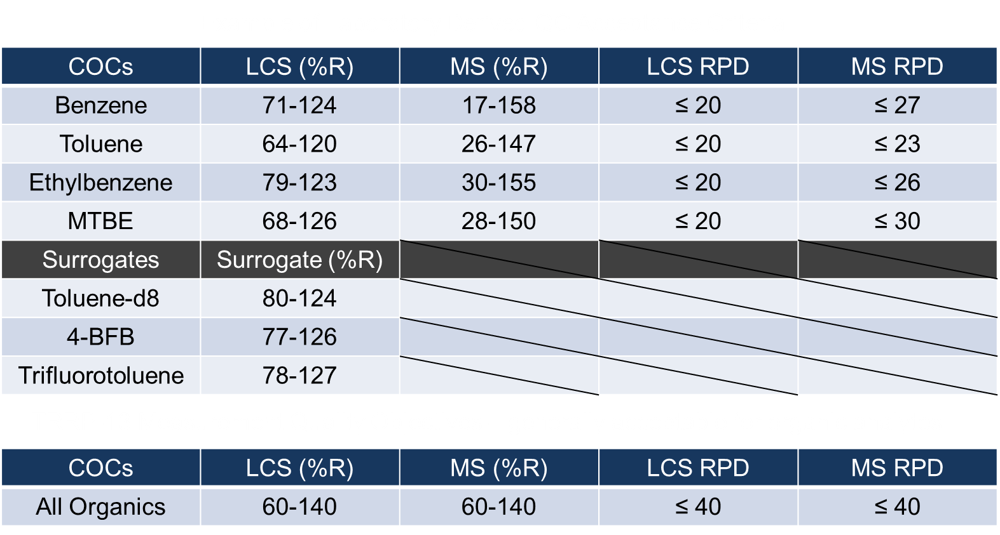 COCs LCS (%R) MS (%R) LCS RPD MS RPD
Benzene 71-124 17-158 ≤ 20 ≤ 27
Toluene 64-120 26-147 ≤ 20 ≤ 23
Ethylbenzene 79-123 30-155 ≤ 20 ≤ 26
MTBE 68-126 28-150 ≤ 20 ≤ 30
Surrogates Surrogate (%R)
Toluene-d8 80-124
4-BFB 77-126
Trifluorotoluene 78-127
COCs LCS (%R) MS (%R) LCS RPD MS RPD
All Organics 60-140 60-140 ≤ 40 ≤ 40